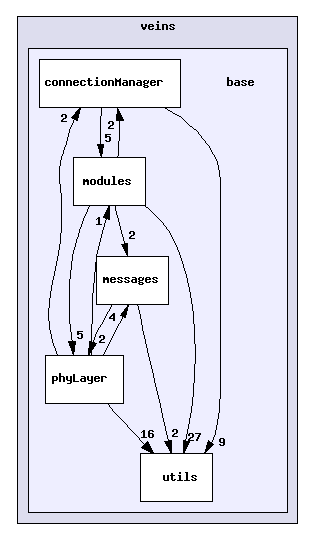 veins
connectionManager
base
2
2
5
modules
1
2
messages
4
5
2
phyLayer
16
2
27
9
utils